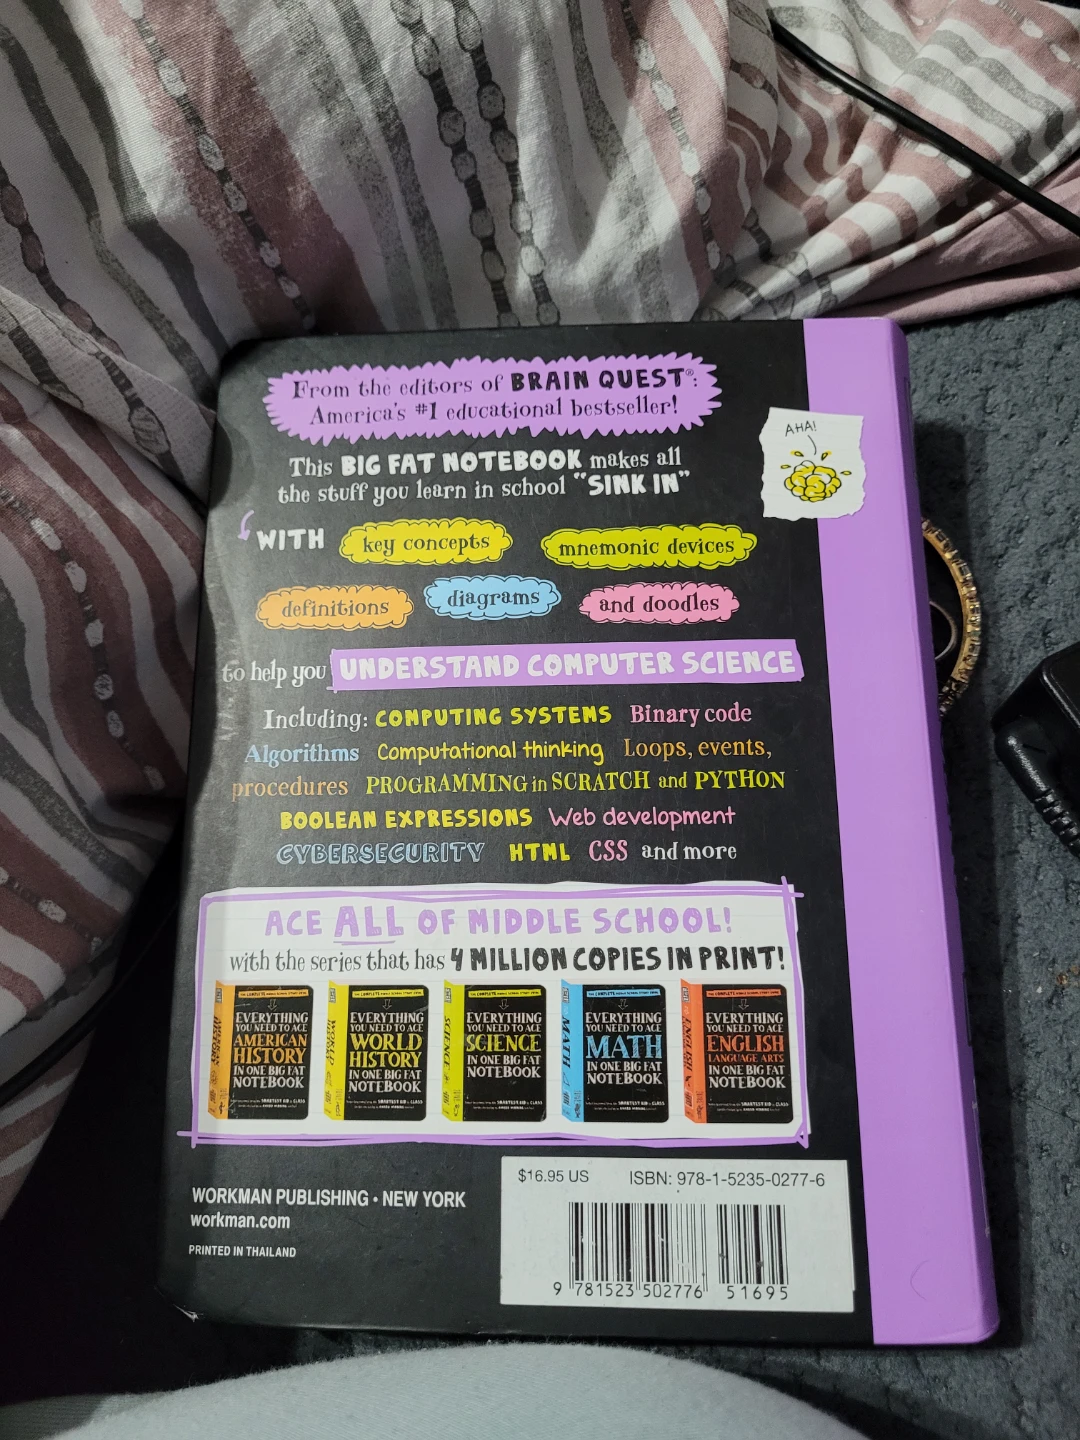 From the editors of BRAIN QUEST®:
America's #1 educational bestseller!
AHA!
This BIG FAT NOTEBOOK makes all
the stuff you learn in school "SINK IN"
WITH key concepts mnemonic devices
definitions diagrams and doodles
to help you UNDERSTAND COMPUTER SCIENCE
Including: COMPUTING SYSTEMS Binary code
Algorithms Computational thinking Loops, events,
procedures PROGRAMMING in SCRATCH and PYTHON
BOOLEAN EXPRESSIONS Web development
CYBERSECURITY HTML CSS and more
ACE ALL OF MIDDLE SCHOOL!
with the series that has 4 MILLION COPIES IN PRINT!
EVERYTHING
YOU NEED TO ACE
AMERICAN
HISTORY
IN ONE BIG FAT
NOTEBOOK
EVERYTHING
YOU NEED TO ACE
WORLD
HISTORY
IN ONE BIG FAT
NOTEBOOK
SCIENCE
EVERYTHING
YOU NEED TO ACE
SCIENCE
IN ONE BIG FAT
NOTEBOOK
MATH
EVERYTHING
YOU NEED TO ACE
MATH
IN ONE BIG FAT
NOTEBOOK
ENGLISH
EVERYTHING
YOU NEED TO ACE
ENGLISH
LANGUAGE ARTS
IN ONE BIG FAT
NOTEBOOK
WORKMAN PUBLISHING • NEW YORK
workman.com
PRINTED IN THAILAND
$16.95 US ISBN: 978-1-5235-0277-6
9 781523 502776 51695